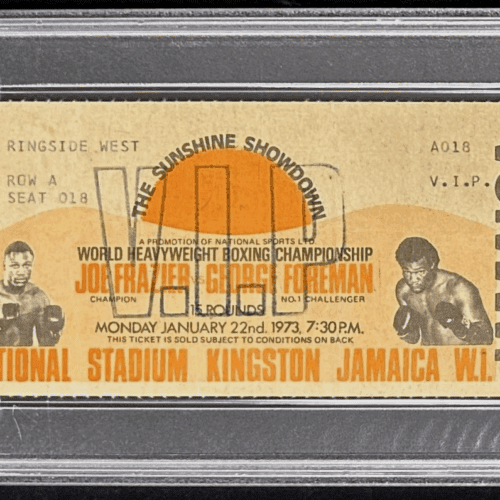 RINGSIDE WEST
ROW A
SEAT 018
THE SUNSHINE SHOWDOWN
A018
V.I.P.
V.I.P
A PROMOTION OF NATIONAL SPORTS LTD.
WORLD HEAVYWEIGHT BOXING CHAMPIONSHIP
JOE FRAZIER - GEORGE FOREMAN
CHAMPION
NO.1 CHALLENGER
15 ROUNDS
MONDAY JANUARY 22nd. 1973, 7:30 P.M.
THIS TICKET IS SOLD SUBJECT TO CONDITIONS ON BACK
TIONAL STADIUM KINGSTON JAMAICA W.I.